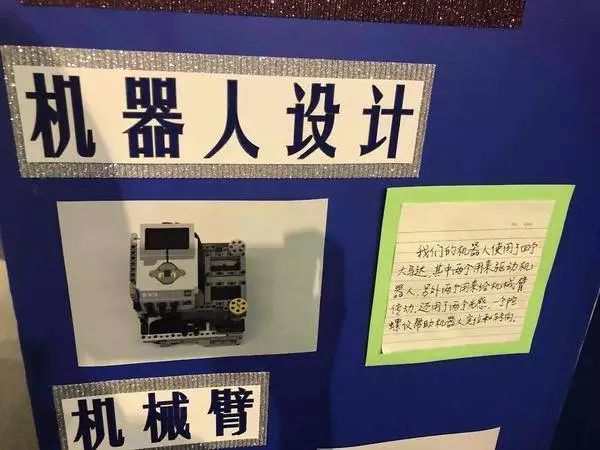 机器人设计
我们的机器人使用了四个
大马达，其中两个用来驱动机
器人，另外两个用来给机械臂
传动，还用了两个光感，一个陀
螺仪帮助机器人定位和转向。
EV3
机械臂